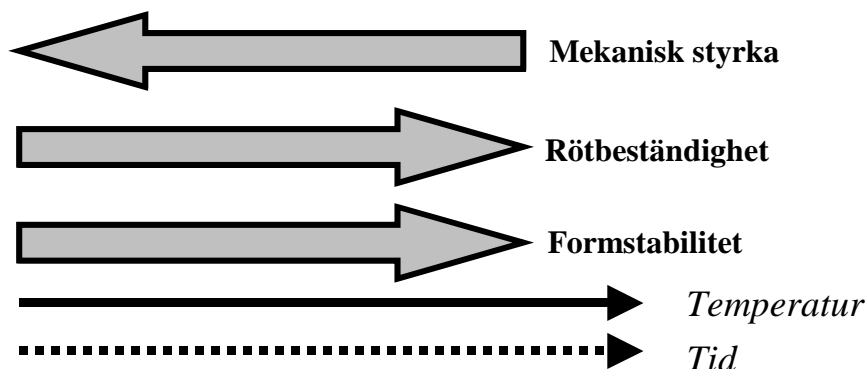 Mekanisk styrka
Rötbeständighet
Formstabilitet
Temperatur
Tid